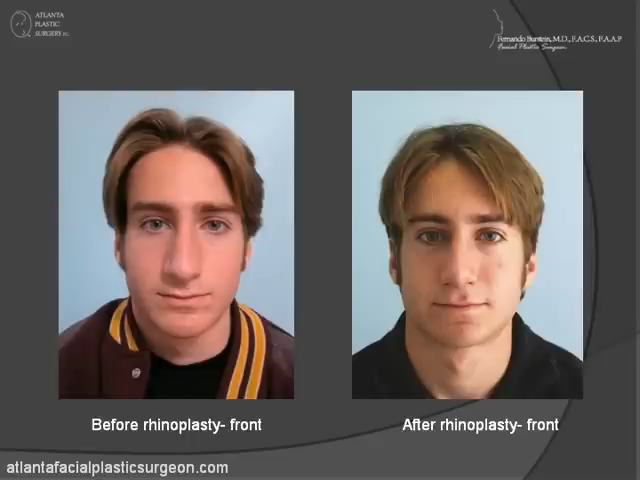 ATLANTA
PLASTIC
SURGERY P.C.
Fernando Burstein, M.D., F.A.C.S., F.A.A.P
Facial Plastic Surgeon
Before rhinoplasty- front
After rhinoplasty- front
atlantafacialplasticsurgeon.com